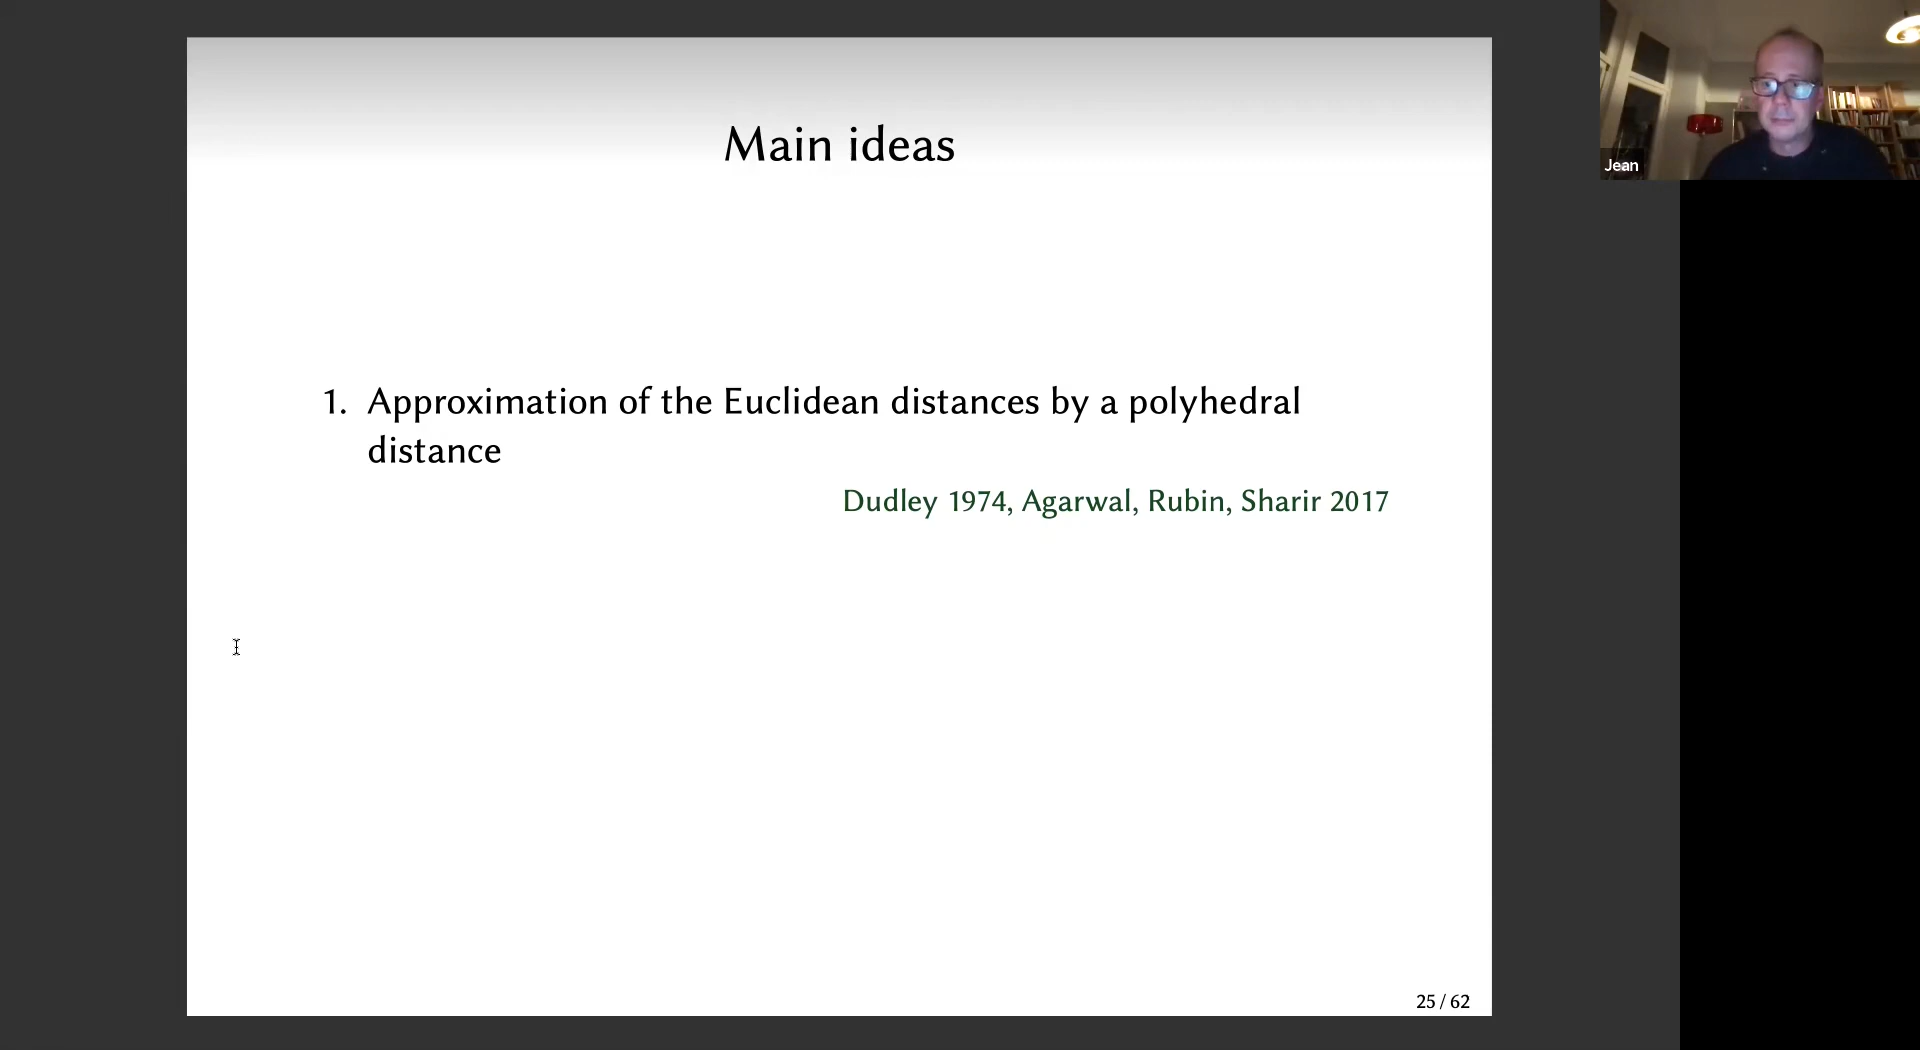 Main ideas
1. Approximation of the Euclidean distances by a polyhedral
distance
Dudley 1974, Agarwal, Rubin, Sharir 2017
25 / 62
Jean